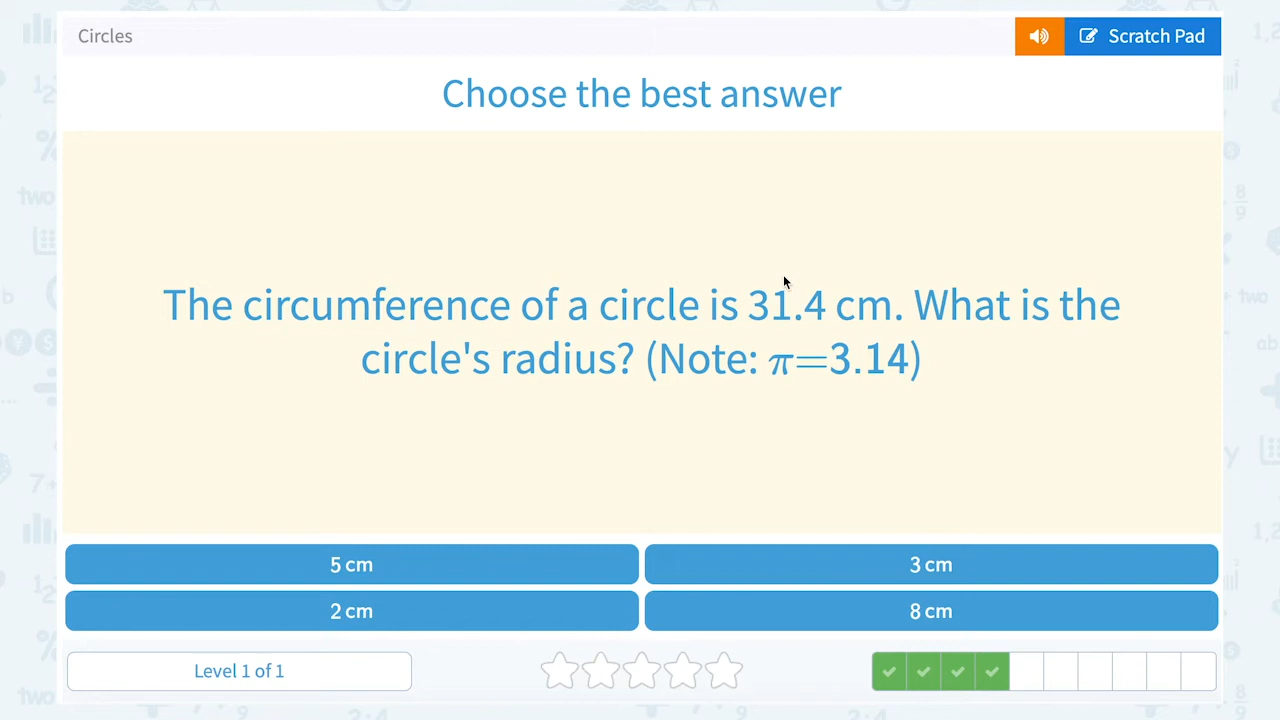 Circles
Scratch Pad
Choose the best answer
The circumference of a circle is 31.4 cm. What is the
circle's radius? (Note: π=3.14)
5 cm
3 cm
2 cm
8 cm
Level 1 of 1